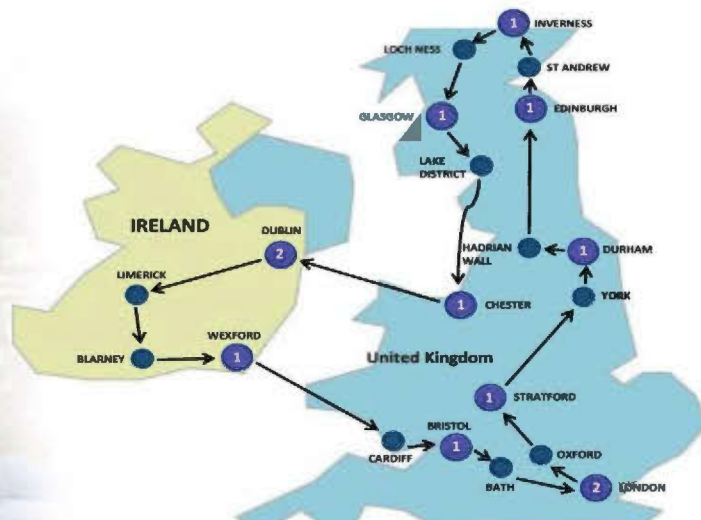 1 INVERNESS
LOCH NESS
ST ANDREW
GLASGOW 1
1 EDINBURGH
LAKE
DISTRICT
IRELAND
DUBLIN
2
HADRIAN
WALL
1 DURHAM
LIMERICK
YORK
1 CHESTER
WEXFORD
1
BLARNEY
United Kingdom
1 STRATFORD
BRISTOL
1
CARDIFF
OXFORD
BATH
2 LONDON